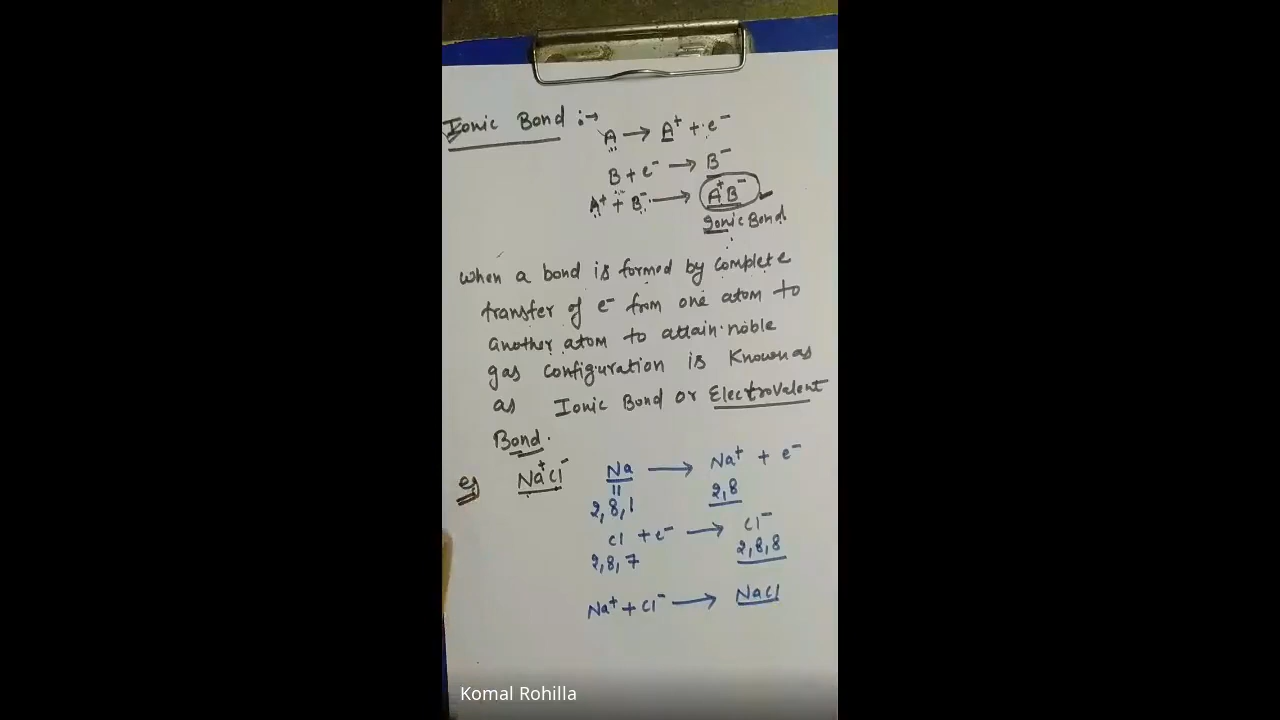 Ionic Bond :→
A → A⁺ + e⁻
B + e⁻ → B⁻
A⁺ + B⁻ → A⁺B⁻
Ionic Bond
When a bond is formed by complete
transfer of e⁻ from one atom to
another atom to attain noble
gas configuration is Known as
as Ionic Bond or Electrovalent
Bond.
eg Na⁺Cl⁻ Na → Na⁺ + e⁻
2,8,1 2,8
Cl + e⁻ → Cl⁻
2,8,7 2,8,8
Na⁺ + Cl⁻ → NaCl
Komal Rohilla